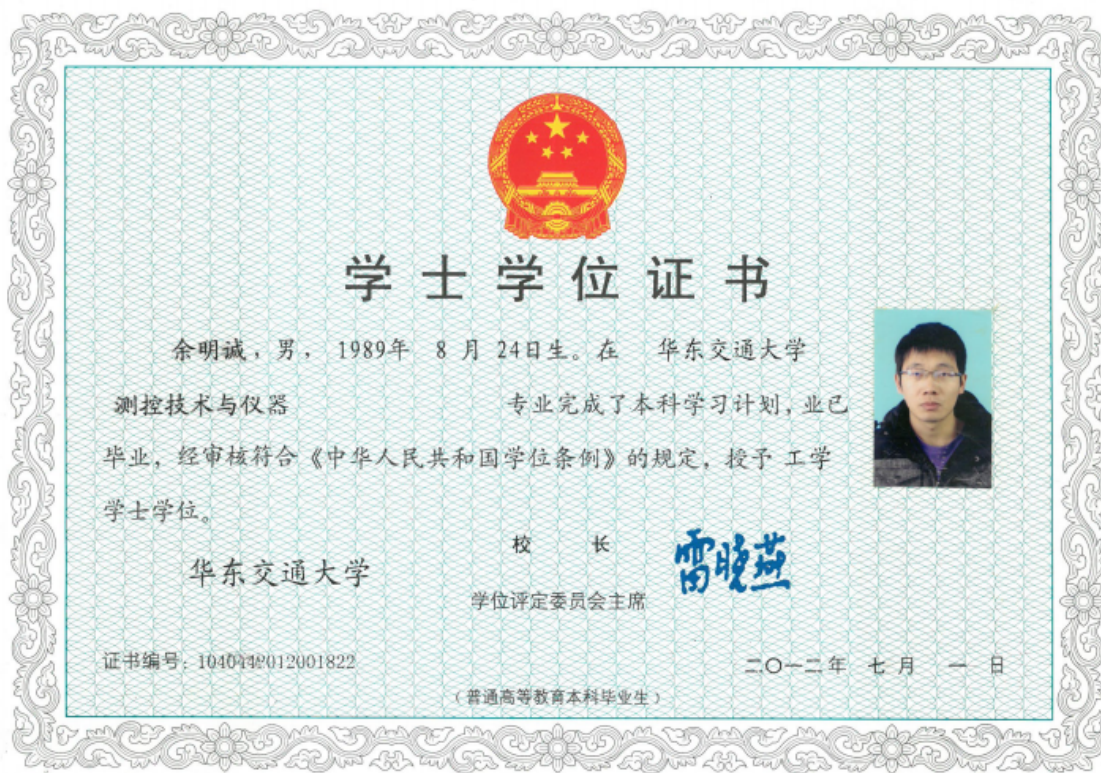 学士学位证书
余明诚，男， 1989年 8 月 24日生。在 华东交通大学
测控技术与仪器 专业完成了本科学习计划，业已
毕业，经审核符合《中华人民共和国学位条例》的规定，授予 工学
学士学位。
华东交通大学
校 长 雷晓燕
学位评定委员会主席
证书编号：1040442012001822
二〇一二年 七月 一 日
（普通高等教育本科毕业生）